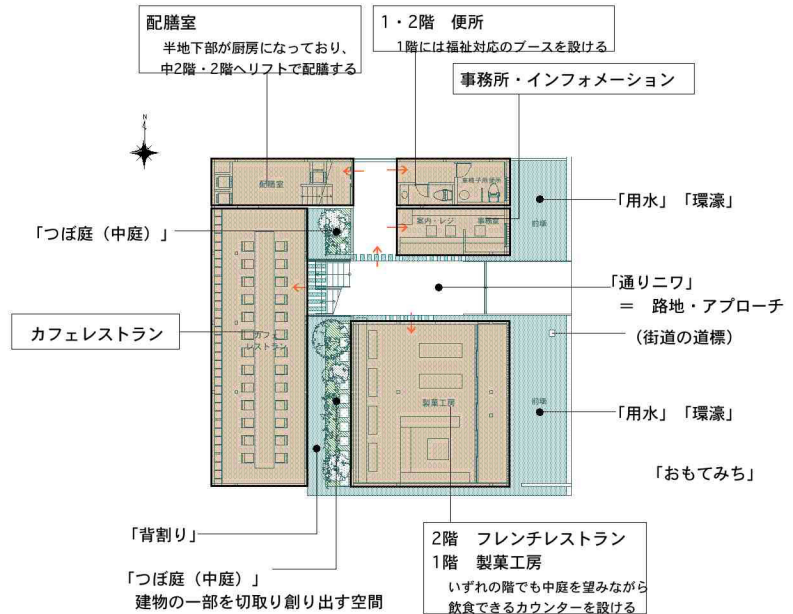 配膳室
半地下部が厨房になっており、
中2階・2階へリフトで配膳する
1・2階 便所
1階には福祉対応のブースを設ける
事務所・インフォメーション
N
配膳室
車椅子用便所
「用水」「環濠」
前壕
案内・レジ
事務室
「つぼ庭（中庭）」
「通りニワ」
＝ 路地・アプローチ
カフェレストラン
カフェ
レストラン
（街道の道標）
製菓工房
前壕
「用水」「環濠」
「おもてみち」
「背割り」
「つぼ庭（中庭）」
建物の一部を切取り創り出す空間
2階 フレンチレストラン
1階 製菓工房
いずれの階でも中庭を望みながら
飲食できるカウンターを設ける